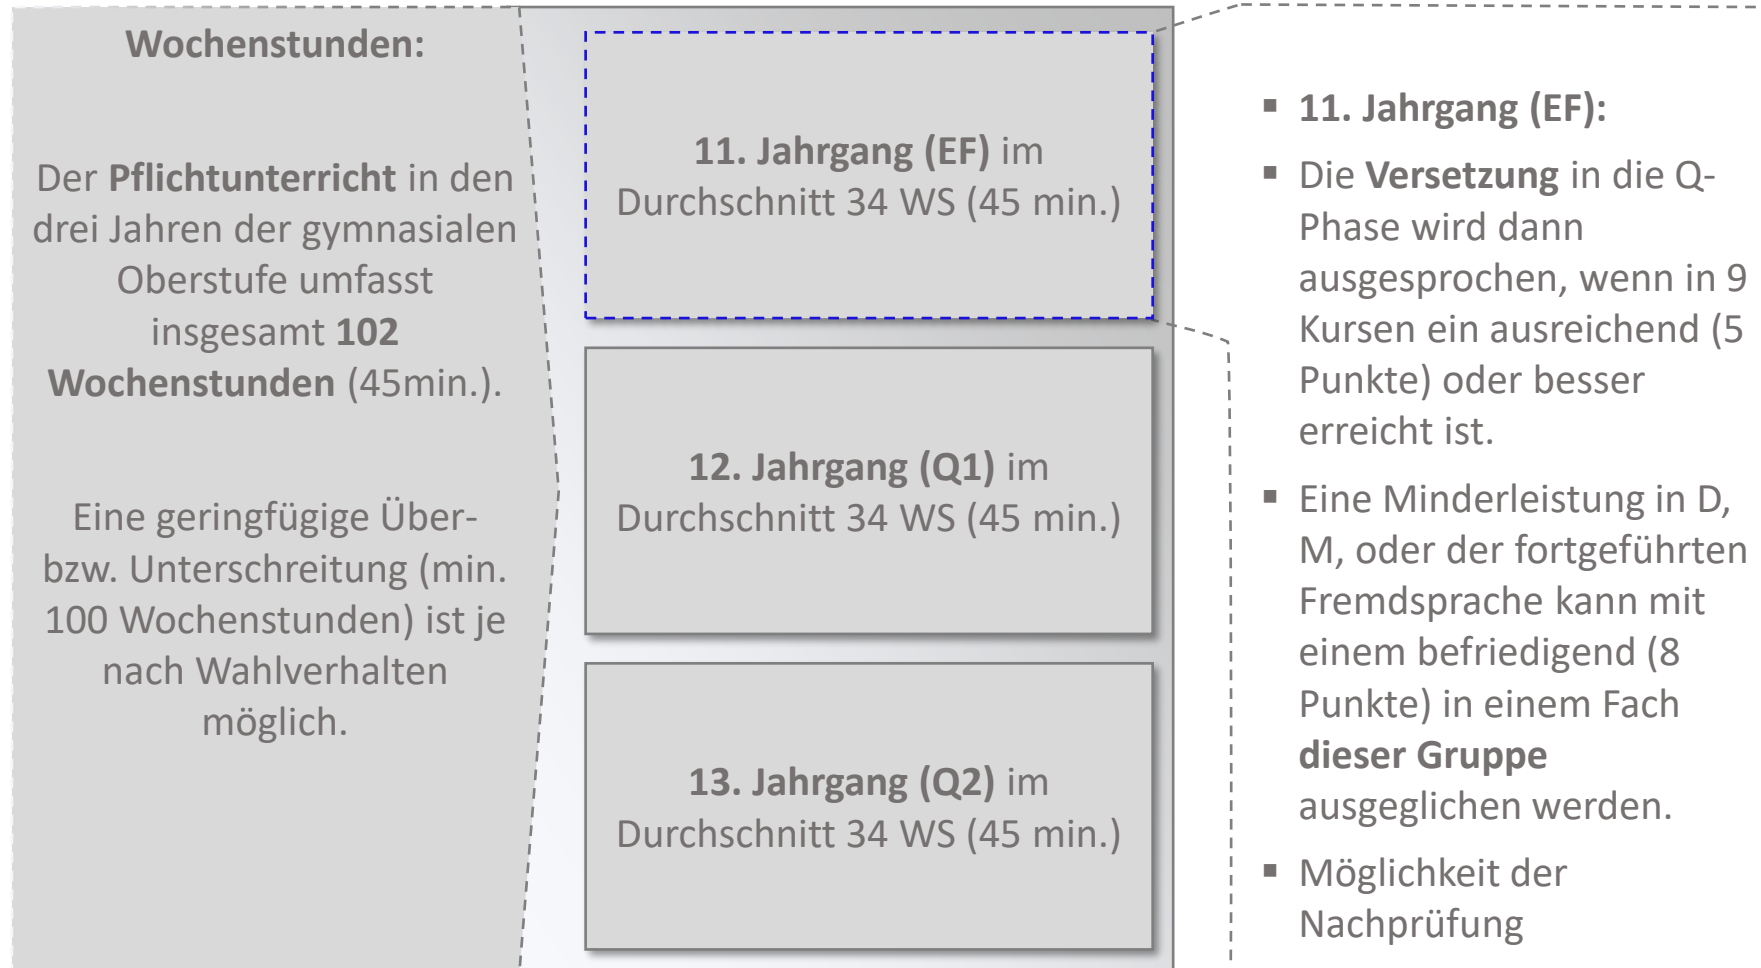 Wochenstunden:
Der Pflichtunterricht in den
drei Jahren der gymnasialen
Oberstufe umfasst
insgesamt 102
Wochenstunden (45min.).
Eine geringfügige Über-
bzw. Unterschreitung (min.
100 Wochenstunden) ist je
nach Wahlverhalten
möglich.
11. Jahrgang (EF) im
Durchschnitt 34 WS (45 min.)
12. Jahrgang (Q1) im
Durchschnitt 34 WS (45 min.)
13. Jahrgang (Q2) im
Durchschnitt 34 WS (45 min.)
▪ 11. Jahrgang (EF):
▪ Die Versetzung in die Q-
Phase wird dann
ausgesprochen, wenn in 9
Kursen ein ausreichend (5
Punkte) oder besser
erreicht ist.
▪ Eine Minderleistung in D,
M, oder der fortgeführten
Fremdsprache kann mit
einem befriedigend (8
Punkte) in einem Fach
dieser Gruppe
ausgeglichen werden.
▪ Möglichkeit der
Nachprüfung